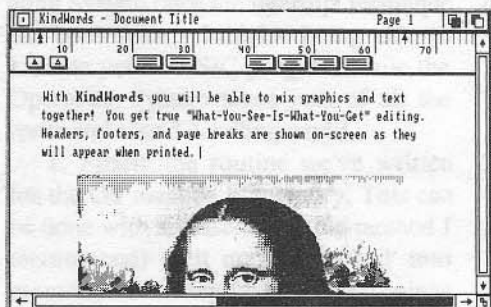 KindWords - Document Title Page 1
10 20 30 40 50 60 70
With KindWords you will be able to mix graphics and text
together! You get true "What-You-See-Is-What-You-Get" editing.
Headers, footers, and page breaks are shown on-screen as they
will appear when printed.